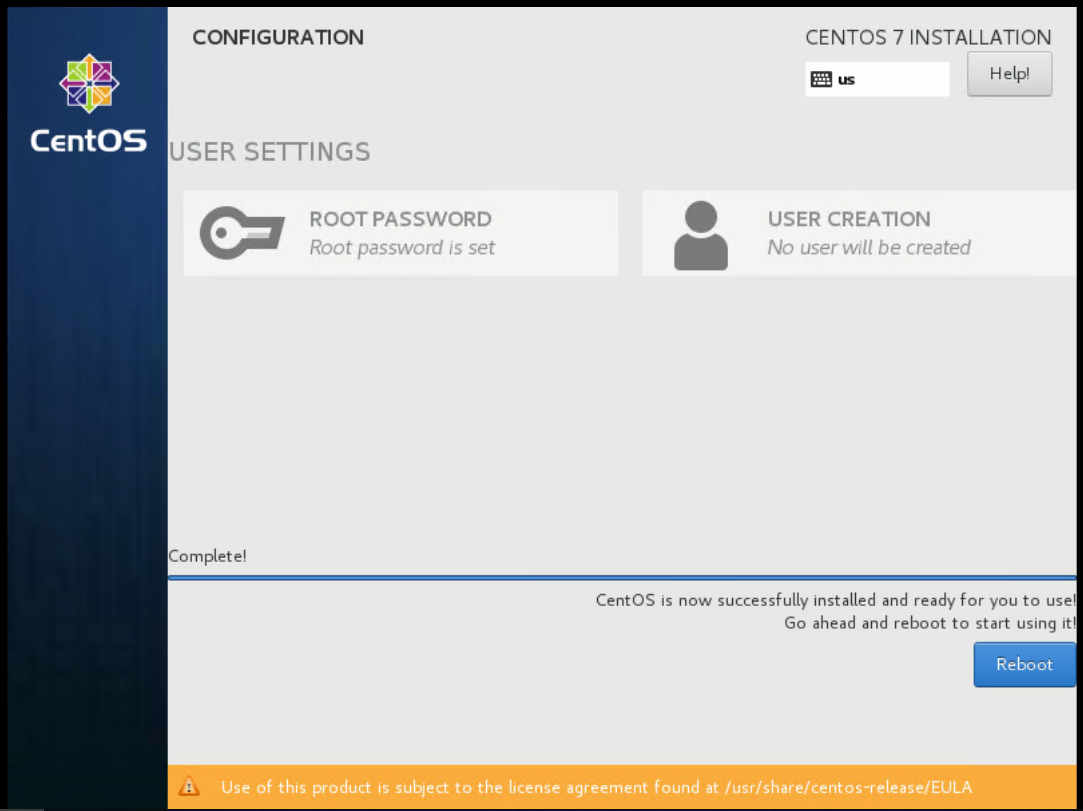 CentOS
CONFIGURATION
CENTOS 7 INSTALLATION
us
Help!
USER SETTINGS
ROOT PASSWORD
Root password is set
USER CREATION
No user will be created
Complete!
CentOS is now successfully installed and ready for you to use!
Go ahead and reboot to start using it!
Reboot
Use of this product is subject to the license agreement found at /usr/share/centos-release/EULA